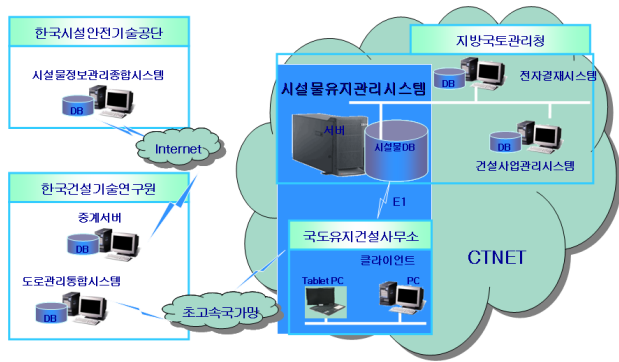 한국시설안전기술공단
시설물정보관리종합시스템
DB
Internet
한국건설기술연구원
중계서버
DB
도로관리통합시스템
DB
초고속국가망
지방국토관리청
시설물유지관리시스템
서버
시설물DB
DB
전자결재시스템
DB
건설사업관리시스템
E1
국도유지건설사무소
클라이언트
Tablet PC
PC
CTNET